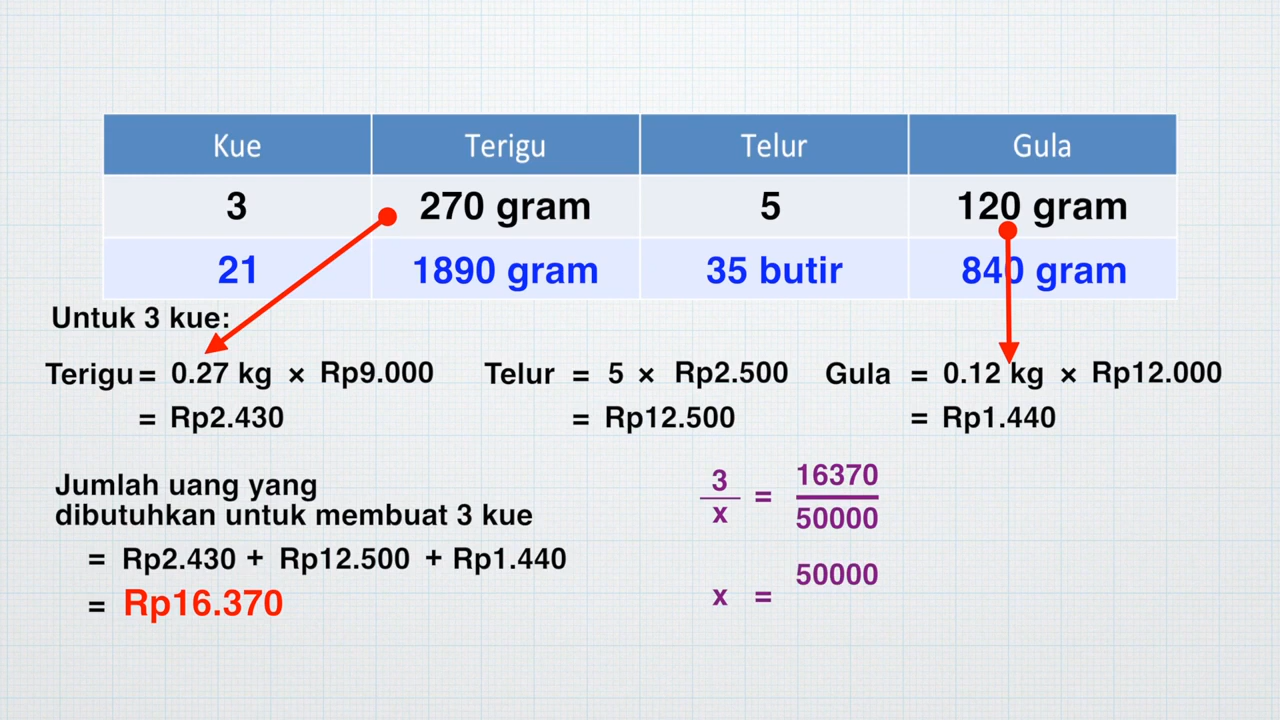 Kue Terigu Telur Gula
3 270 gram 5 120 gram
21 1890 gram 35 butir 840 gram
Untuk 3 kue:
Terigu = 0.27 kg × Rp9.000 Telur = 5 × Rp2.500 Gula = 0.12 kg × Rp12.000
= Rp2.430 = Rp12.500 = Rp1.440
Jumlah uang yang
dibutuhkan untuk membuat 3 kue
= Rp2.430 + Rp12.500 + Rp1.440
= Rp16.370
3 16370
x = 50000
50000
x =